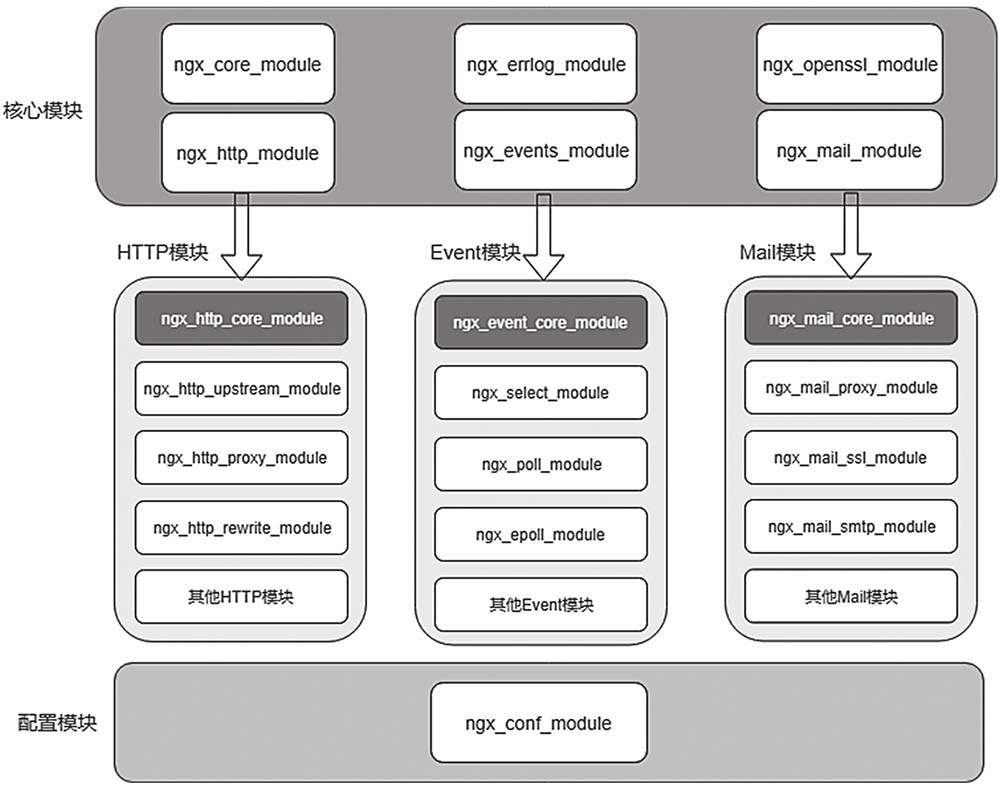 核心模块
ngx_core_module
ngx_errlog_module
ngx_openssl_module
ngx_http_module
ngx_events_module
ngx_mail_module
HTTP模块
Event模块
Mail模块
ngx_http_core_module
ngx_http_upstream_module
ngx_http_proxy_module
ngx_http_rewrite_module
其他HTTP模块
ngx_event_core_module
ngx_select_module
ngx_poll_module
ngx_epoll_module
其他Event模块
ngx_mail_core_module
ngx_mail_proxy_module
ngx_mail_ssl_module
ngx_mail_smtp_module
其他Mail模块
配置模块
ngx_conf_module